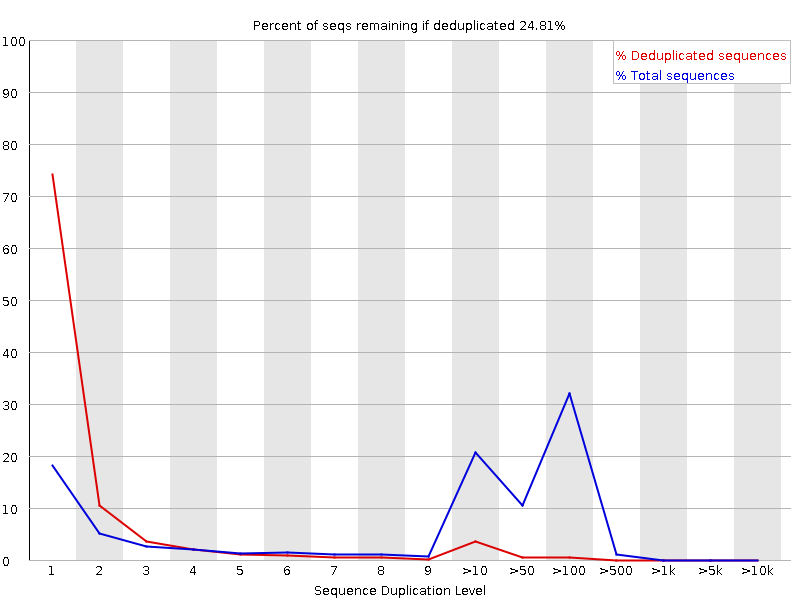 Percent of seqs remaining if deduplicated 24.81%
% Deduplicated sequences
% Total sequences
100
90
80
70
60
50
40
30
20
10
0
1 2 3 4 5 6 7 8 9 >10 >50 >100 >500 >1k >5k >10k
Sequence Duplication Level